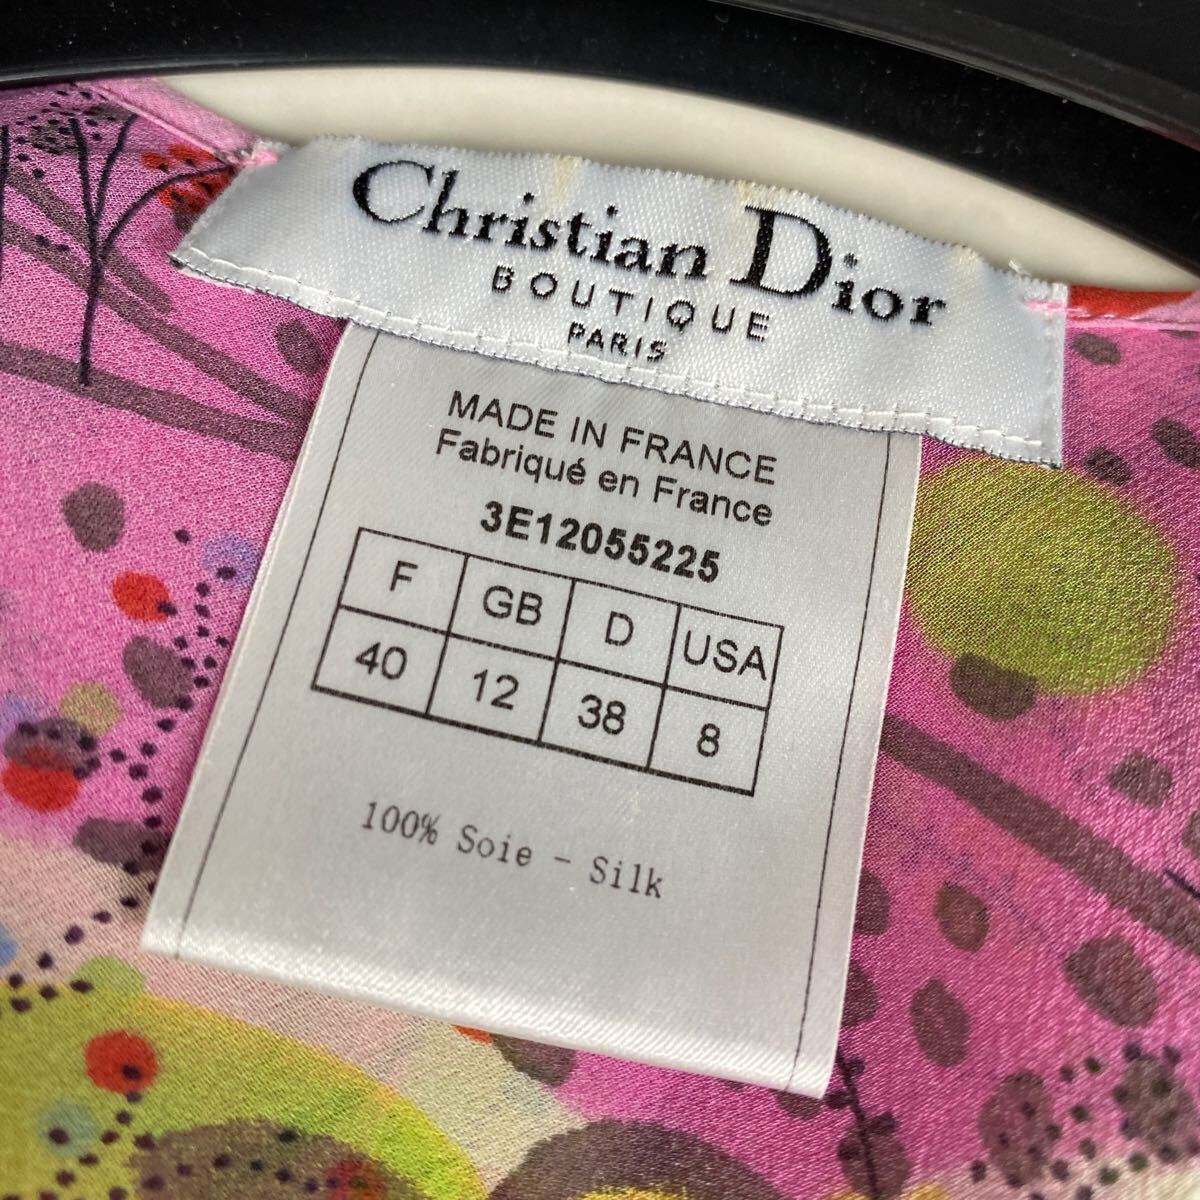 Christian Dior
BOUTIQUE
PARIS
MADE IN FRANCE
Fabriqué en France
3E12055225
F GB D USA
40 12 38 8
100% Soie - Silk